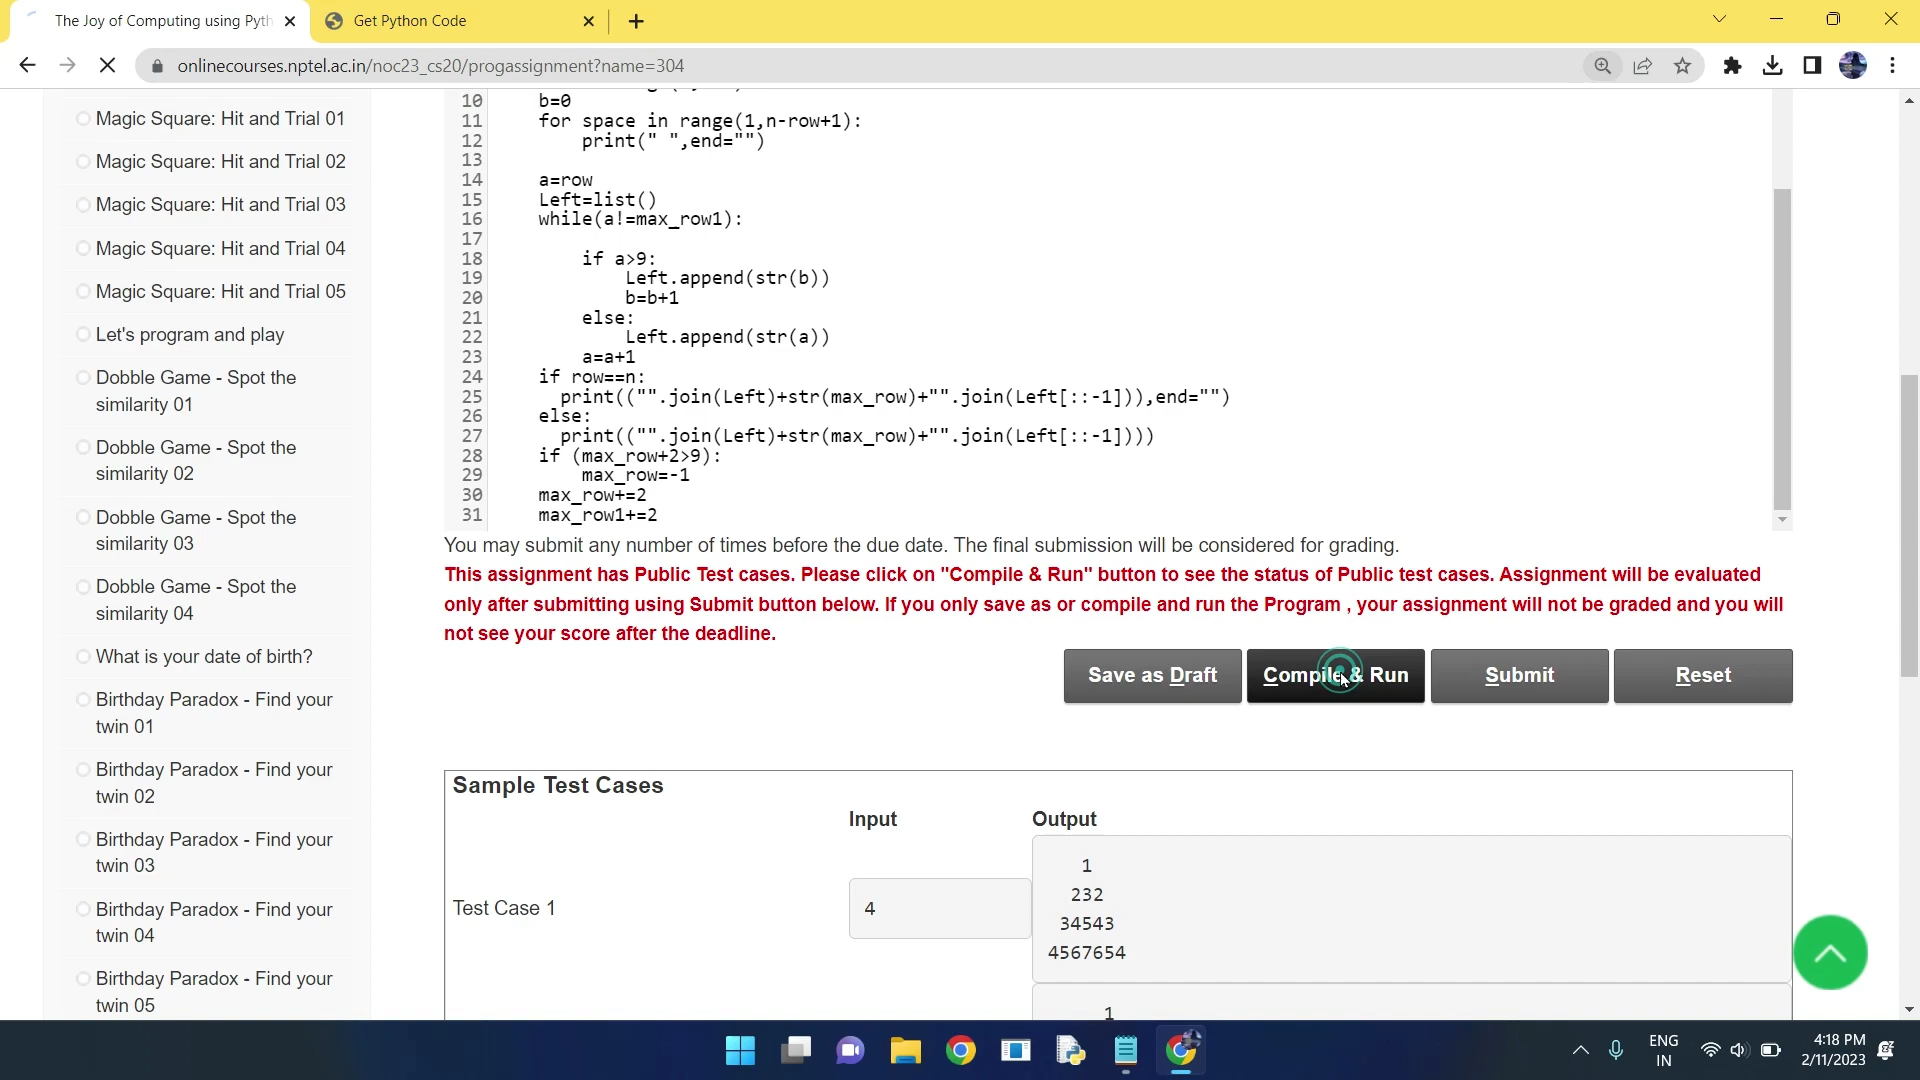 The Joy of Computing using Pyth
Get Python Code
onlinecourses.nptel.ac.in/noc23_cs20/progassignment?name=304
Magic Square: Hit and Trial 01
Magic Square: Hit and Trial 02
Magic Square: Hit and Trial 03
Magic Square: Hit and Trial 04
Magic Square: Hit and Trial 05
Let's program and play
Dobble Game - Spot the
similarity 01
Dobble Game - Spot the
similarity 02
Dobble Game - Spot the
similarity 03
Dobble Game - Spot the
similarity 04
What is your date of birth?
Birthday Paradox - Find your
twin 01
Birthday Paradox - Find your
twin 02
Birthday Paradox - Find your
twin 03
Birthday Paradox - Find your
twin 04
Birthday Paradox - Find your
twin 05
10 b=0
11 for space in range(1,n-row+1):
12 print(" ",end="")
13
14 a=row
15 Left=list()
16 while(a!=max_row1):
17
18 if a>9:
19 Left.append(str(b))
20 b=b+1
21 else:
22 Left.append(str(a))
23 a=a+1
24 if row==n:
25 print(("".join(Left)+str(max_row)+"".join(Left[::-1])),end="")
26 else:
27 print(("".join(Left)+str(max_row)+"".join(Left[::-1])))
28 if (max_row+2>9):
29 max_row=-1
30 max_row+=2
31 max_row1+=2
You may submit any number of times before the due date. The final submission will be considered for grading.
This assignment has Public Test cases. Please click on "Compile & Run" button to see the status of Public test cases. Assignment will be evaluated
only after submitting using Submit button below. If you only save as or compile and run the Program , your assignment will not be graded and you will
not see your score after the deadline.
Save as Draft
Compile & Run
Submit
Reset
Sample Test Cases
Input Output
Test Case 1
4
1
232
34543
4567654
1
ENG
IN
4:18 PM
2/11/2023